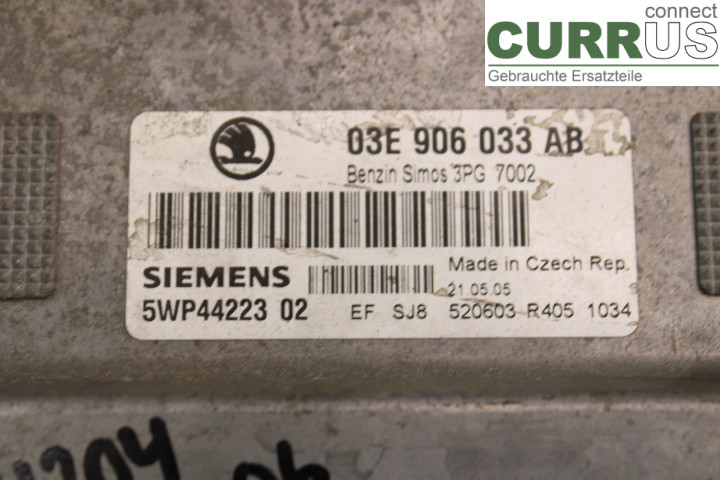 connect
CURRUS
Gebrauchte Ersatzteile
03E 906 033 AB
Benzin Simos 3PG 7002
SIEMENS
Made in Czech Rep.
21.05.05
5WP44223 02
EF SJ8 520603 R405 1034